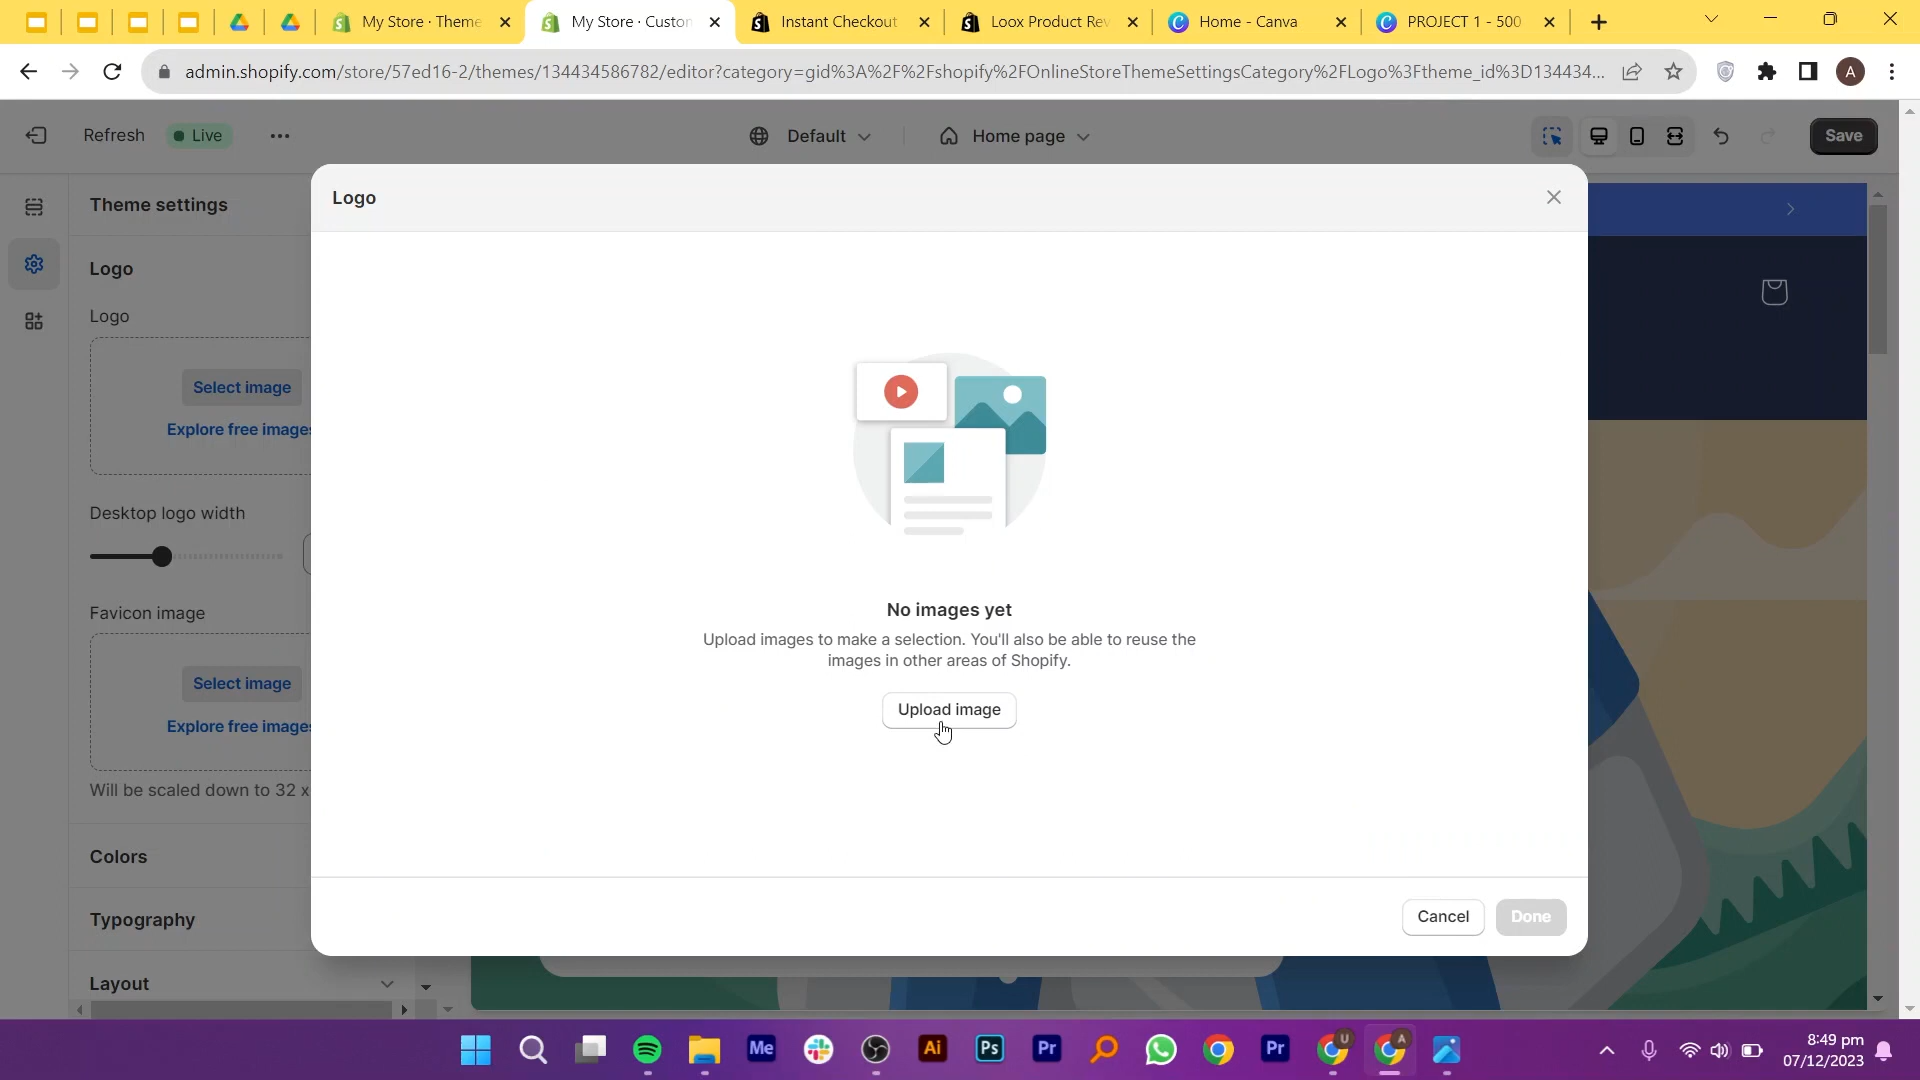 My Store · Theme
My Store · Custom
Instant Checkout
Loox Product Rev
Home - Canva
PROJECT 1 - 500
admin.shopify.com/store/57ed16-2/themes/134434586782/editor?category=gid%3A%2F%2Fshopify%2FOnlineStoreThemeSettingsCategory%2FLogo%3Ftheme_id%3D134434...
A
Refresh
Live
Default
Home page
Save
Theme settings
Logo
Logo
Select image
Explore free images
Desktop logo width
Favicon image
Select image
Explore free images
Will be scaled down to 32 x
Colors
Typography
Layout
Logo
No images yet
Upload images to make a selection. You'll also be able to reuse the
images in other areas of Shopify.
Upload image
Cancel
Done
Me
Ai
Ps
Pr
Pr
U
A
8:49 pm
07/12/2023